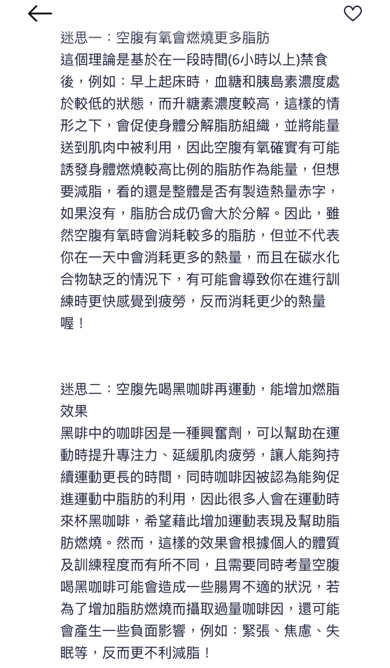 迷思一：空腹有氧會燃燒更多脂肪
這個理論是基於在一段時間(6小時以上)禁食
後，例如：早上起床時，血糖和胰島素濃度處
於較低的狀態，而升糖素濃度較高，這樣的情
形之下，會促使身體分解脂肪組織，並將能量
送到肌肉中被利用，因此空腹有氧確實有可能
誘發身體燃燒較高比例的脂肪作為能量，但想
要減脂，看的還是整體是否有製造熱量赤字，
如果沒有，脂肪合成仍會大於分解。因此，雖
然空腹有氧時會消耗較多的脂肪，但並不代表
你在一天中會消耗更多的熱量，而且在碳水化
合物缺乏的情況下，有可能會導致你在進行訓
練時更快感覺到疲勞，反而消耗更少的熱量
喔！
迷思二：空腹先喝黑咖啡再運動，能增加燃脂
效果
黑咖啡中的咖啡因是一種興奮劑，可以幫助在運
動時提升專注力、延緩肌肉疲勞，讓人能夠持
續運動更長的時間，同時咖啡因被認為能夠促
進運動中脂肪的利用，因此很多人會在運動時
來杯黑咖啡，希望藉此增加運動表現及幫助脂
肪燃燒。然而，這樣的效果會根據個人的體質
及訓練程度而有所不同，且需要同時考量空腹
喝黑咖啡可能會造成一些腸胃不適的狀況，若
為了增加脂肪燃燒而攝取過量咖啡因，還可能
會產生一些負面影響，例如：緊張、焦慮、失
眠等，反而更不利減脂！